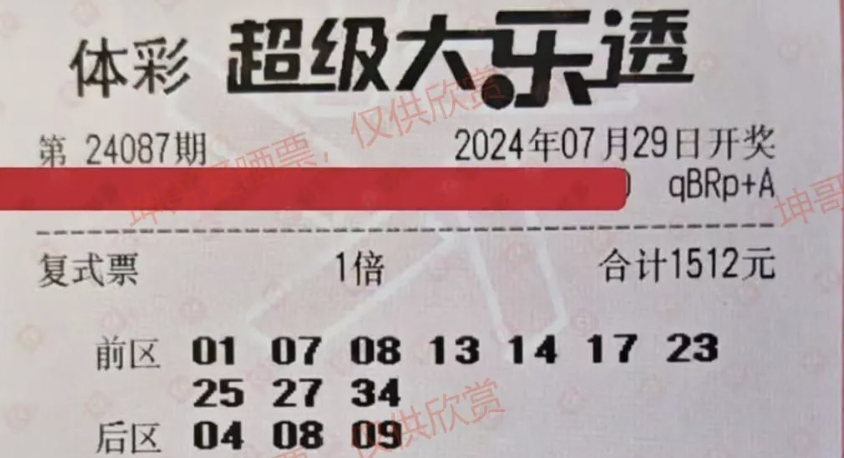 体彩 超级大乐透
第 24087期 2024年07月29日开奖
qBRp+A
复式票 1倍 合计1512元
前区 01 07 08 13 14 17 23
25 27 34
后区 04 08 09
坤哥爱晒票，仅供欣赏
坤哥
票，仅供欣赏